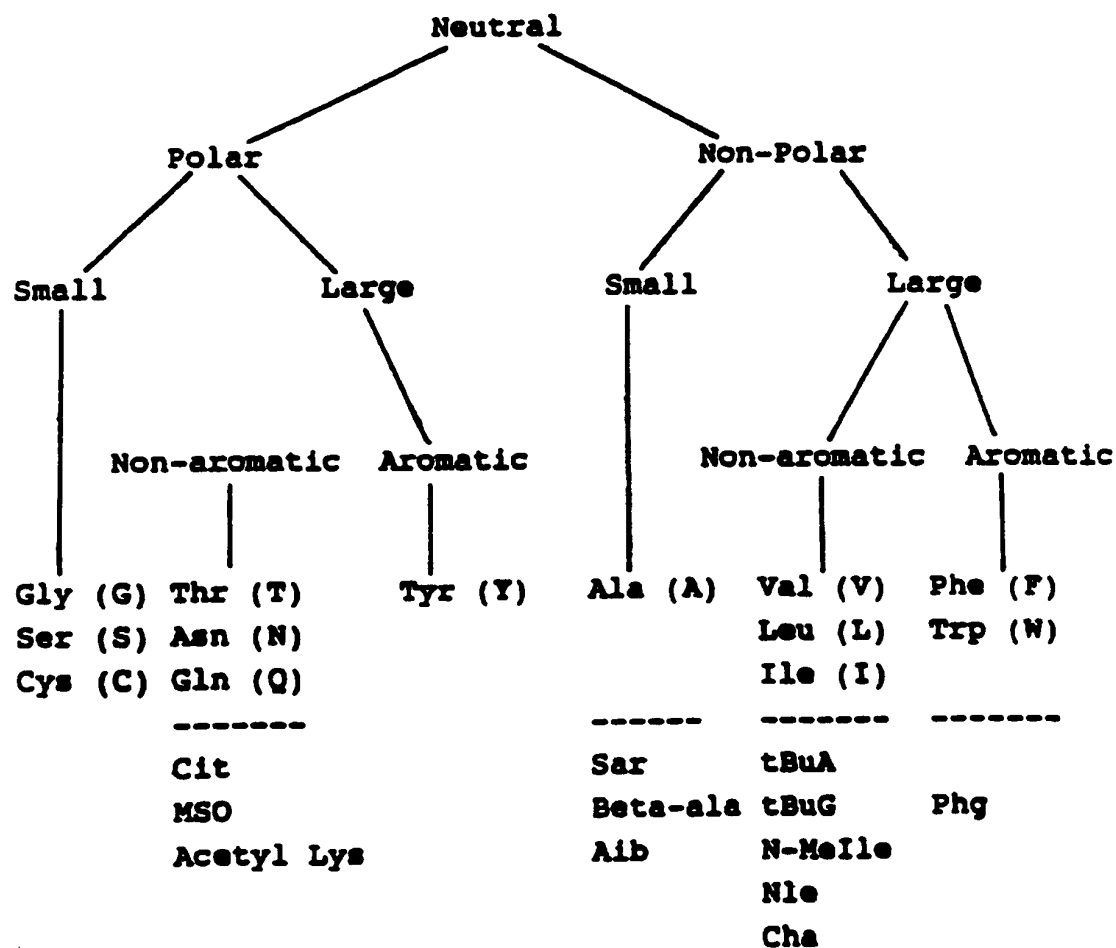 Neutral
Polar Non-Polar
Small Large Small Large
Non-aromatic Aromatic Non-aromatic Aromatic
Gly (G) Thr (T) Tyr (Y) Ala (A) Val (V) Phe (F)
Ser (S) Asn (N) Leu (L) Trp (W)
Cys (C) Gln (Q) Ile (I)
------- ------ ------- -------
Cit Sar tBuA
MSO Beta-ala tBuG Phg
Acetyl Lys Aib N-MeIle
Nle
Cha